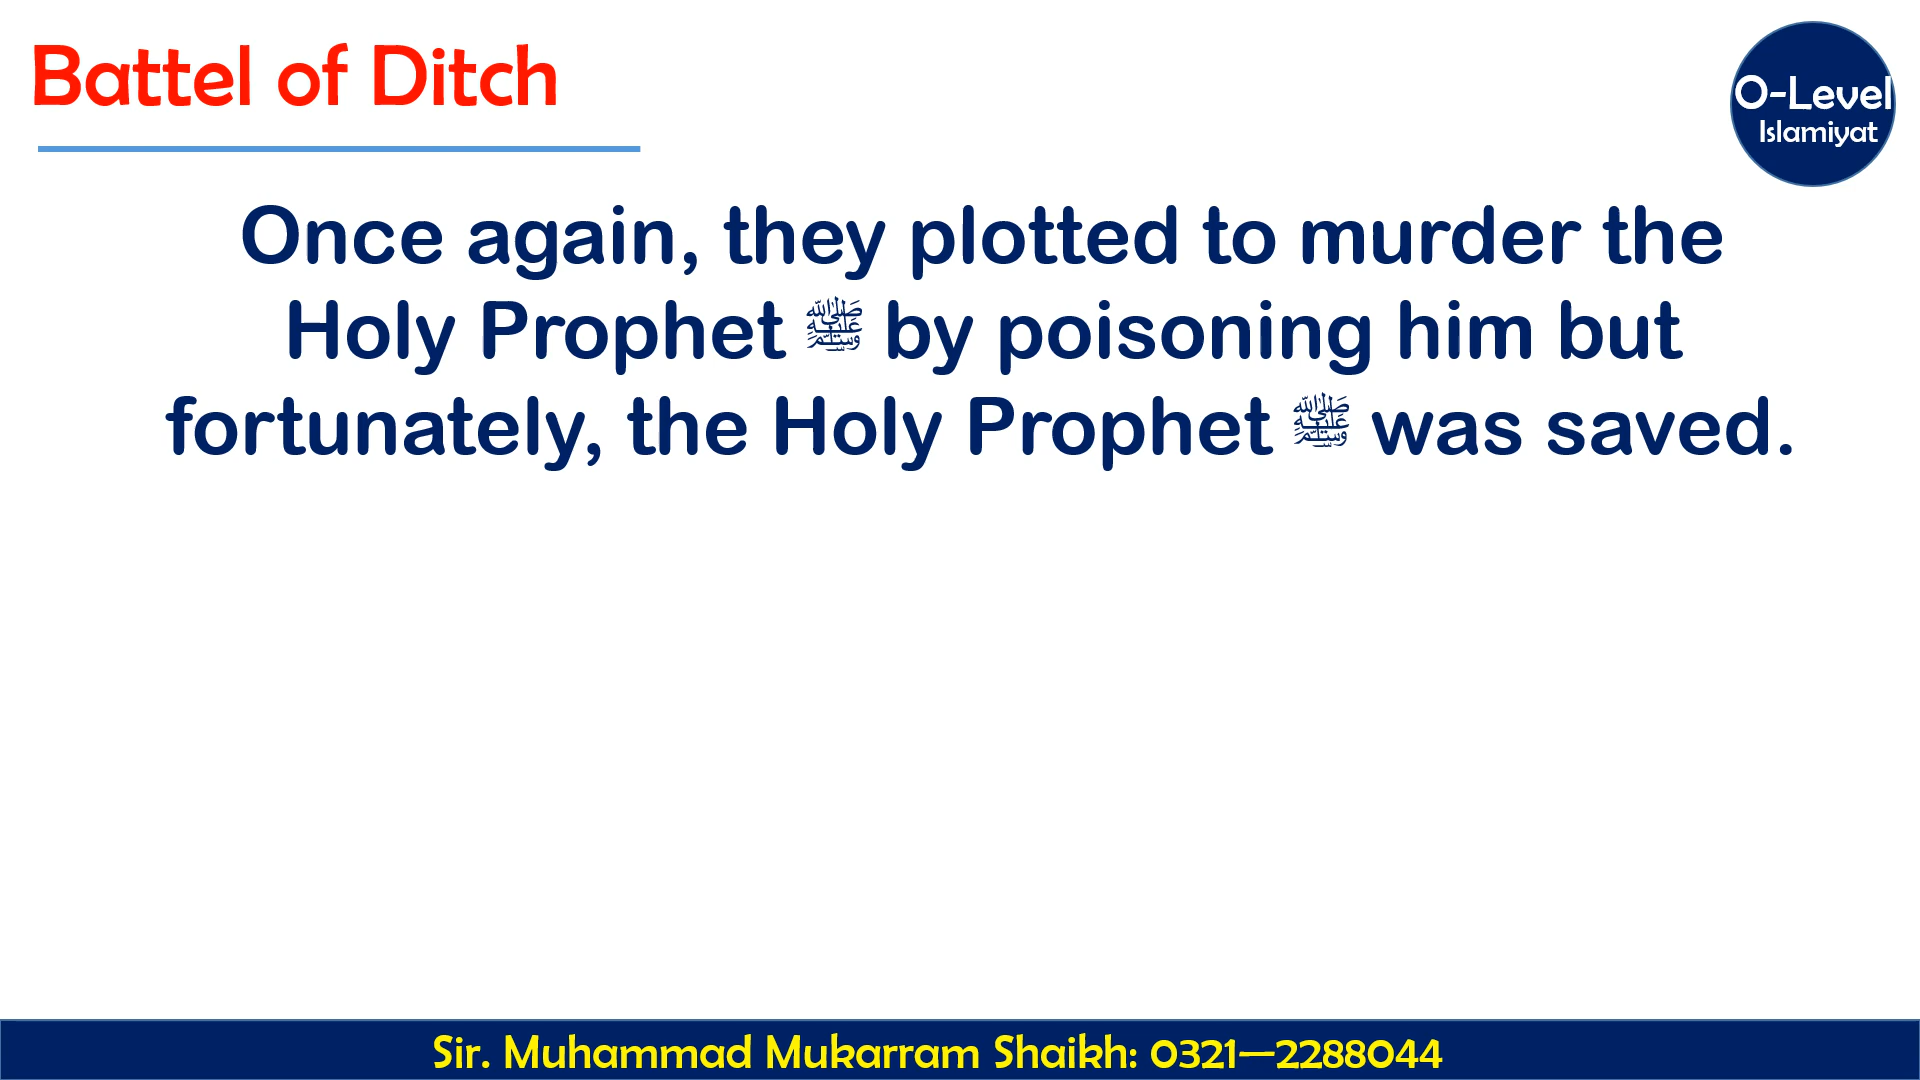 Battel of Ditch
O-Level
Islamiyat
Once again, they plotted to murder the
Holy Prophet ﷺ by poisoning him but
fortunately, the Holy Prophet ﷺ was saved.
Sir. Muhammad Mukarram Shaikh: 0321—2288044